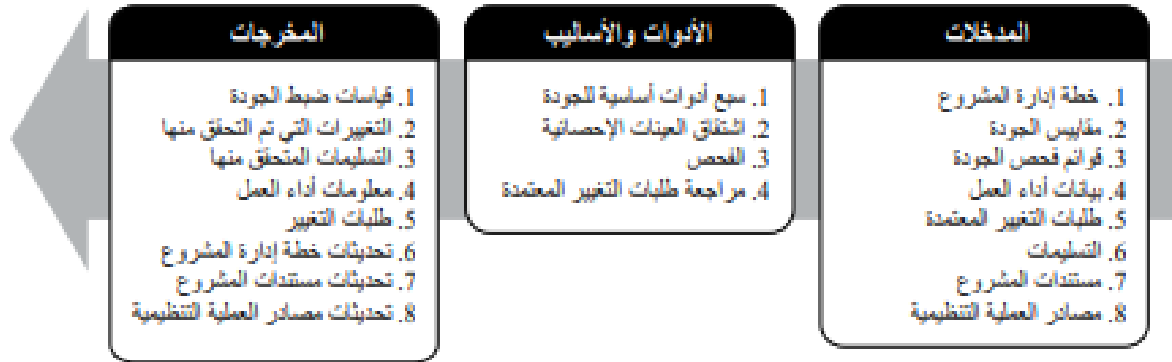 المدخلات
1. خطة إدارة المشروع
2. مقاييس الجودة
3. قوائم فحص الجودة
4. بيانات أداء العمل
5. طلبات التغيير المعتمدة
6. التسليمات
7. مستندات المشروع
8. مصادر العملية التنظيمية
الأدوات والأساليب
1. سبع أدوات أساسية للجودة
2. اشتقاق العينات الإحصائية
3. الفحص
4. مراجعة طلبات التغيير المعتمدة
المخرجات
1. قياسات ضبط الجودة
2. التغييرات التي تم التحقق منها
3. التسليمات المتحقق منها
4. معلومات أداء العمل
5. طلبات التغيير
6. تحديثات خطة إدارة المشروع
7. تحديثات مستندات المشروع
8. تحديثات مصادر العملية التنظيمية